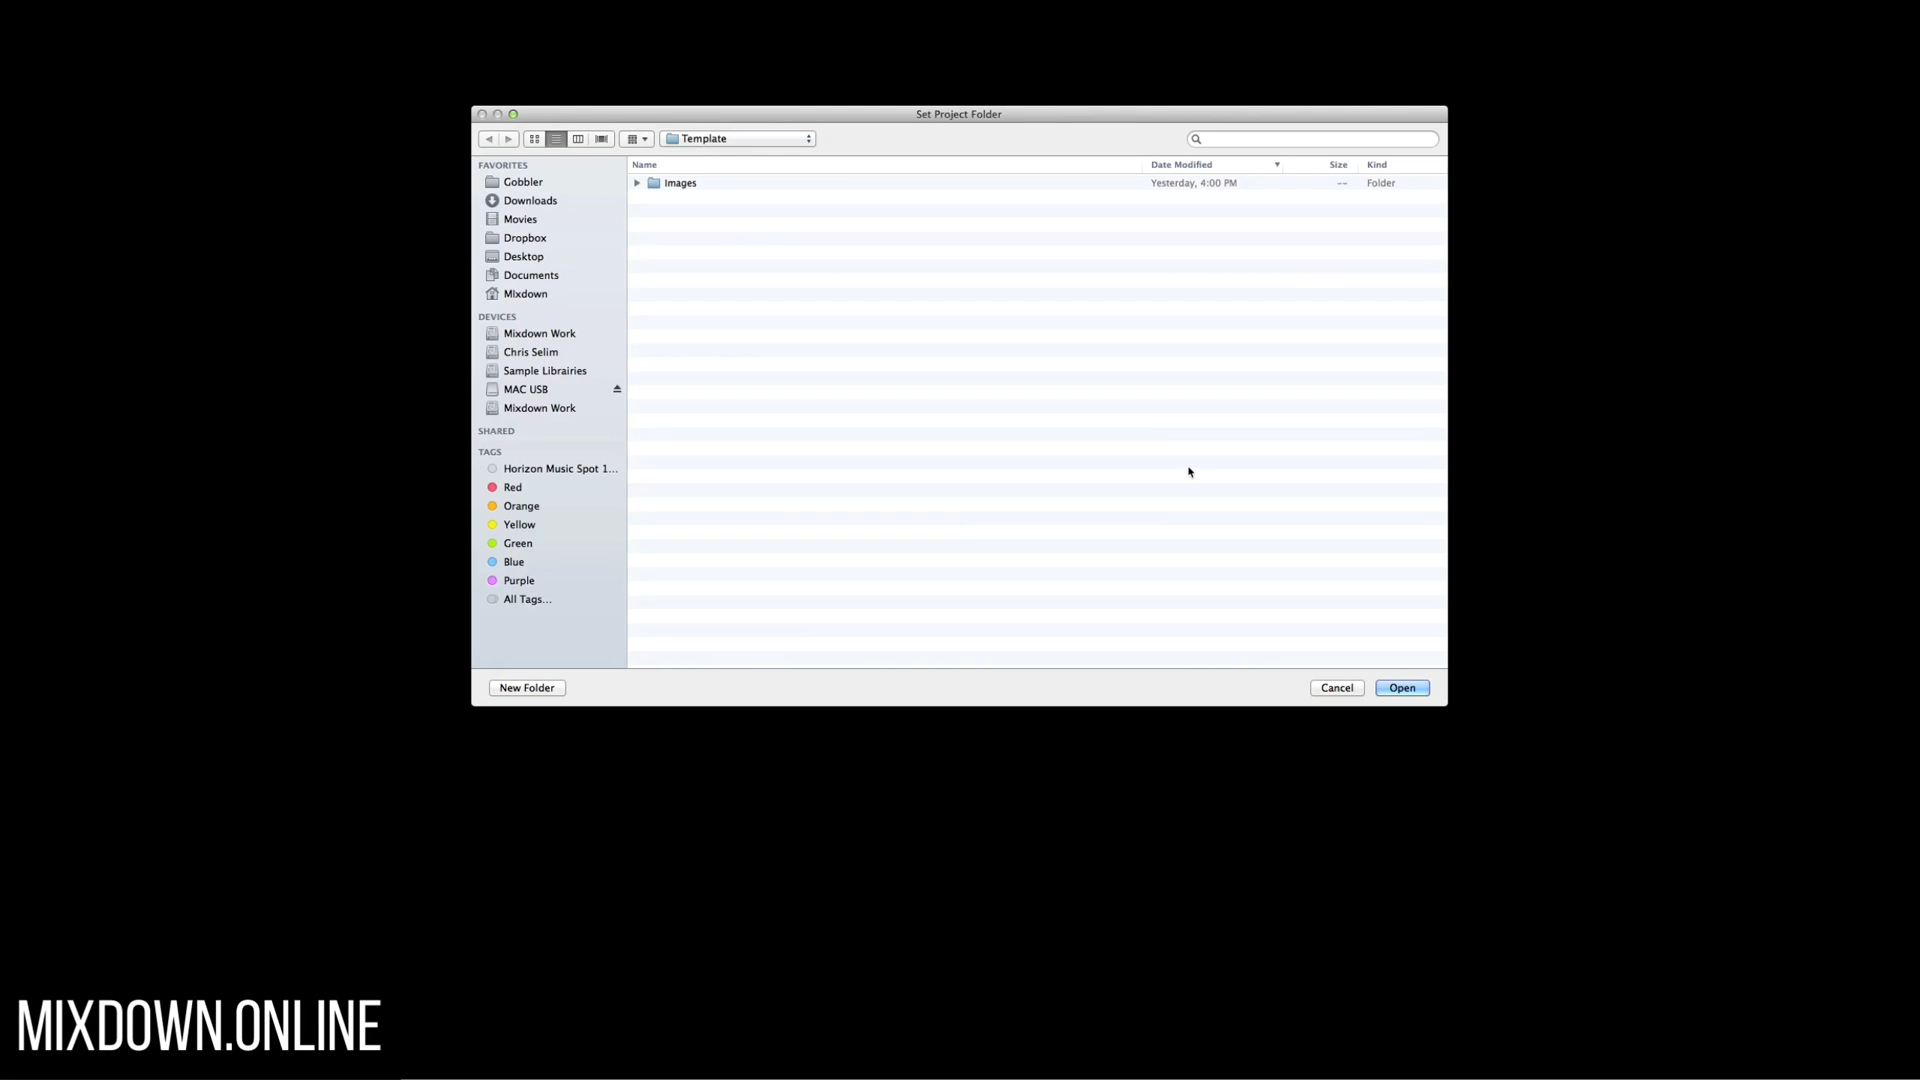 Set Project Folder
Template
FAVORITES
Gobbler
Downloads
Movies
Dropbox
Desktop
Documents
MIxdown
DEVICES
Mixdown Work
Chris Selim
Sample Librairies
MAC USB
Mixdown Work
SHARED
TAGS
Horizon Music Spot 1...
Red
Orange
Yellow
Green
Blue
Purple
All Tags...
Name Date Modified Size Kind
Images Yesterday, 4:00 PM -- Folder
New Folder Cancel Open
MIXDOWN.ONLINE